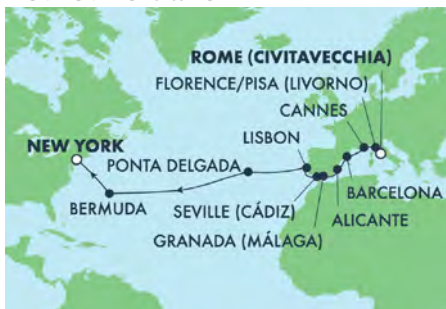 ROME (CIVITAVECCHIA)
FLORENCE/PISA (LIVORNO)
CANNES
LISBON
NEW YORK
PONTA DELGADA
BARCELONA
BERMUDA
SEVILLE (CÁDIZ)
ALICANTE
GRANADA (MÁLAGA)